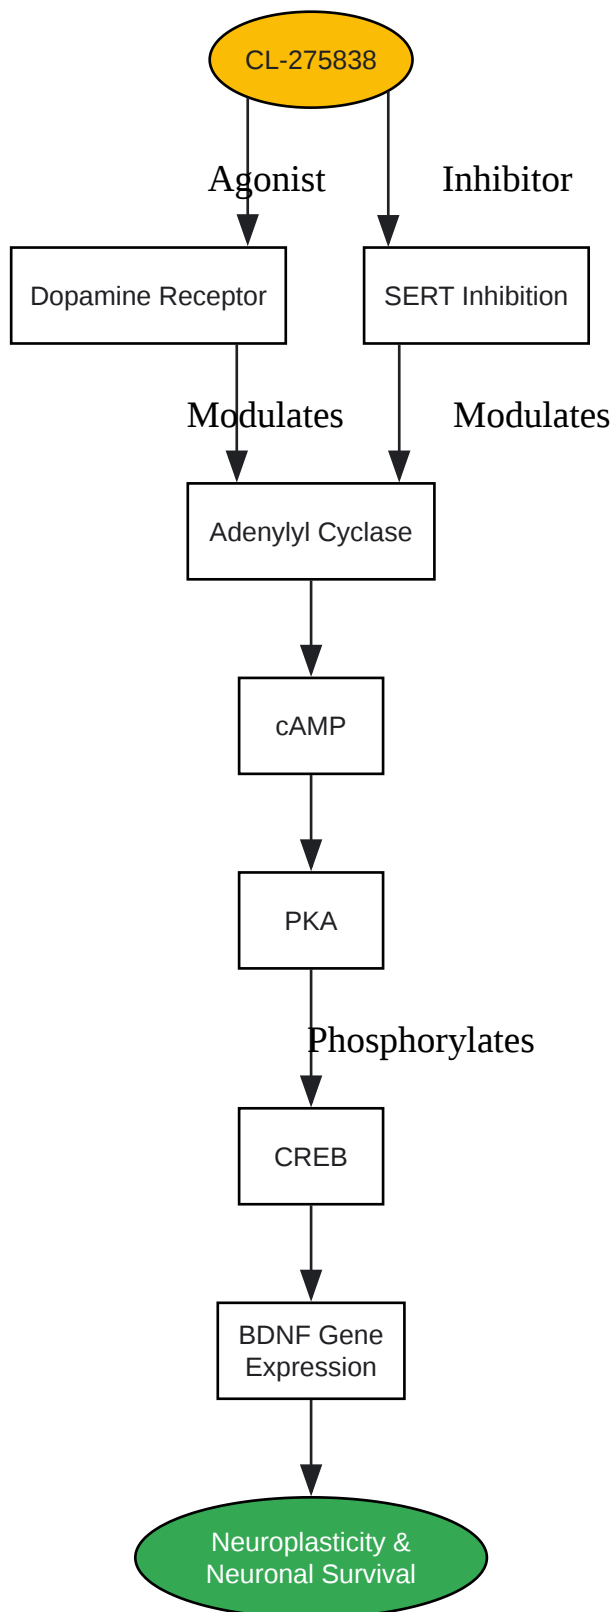 CL-275838
Agonist
Inhibitor
Dopamine Receptor
SERT Inhibition
Modulates
Modulates
Adenylyl Cyclase
cAMP
PKA
Phosphorylates
CREB
BDNF Gene
Expression
Neuroplasticity &
Neuronal Survival